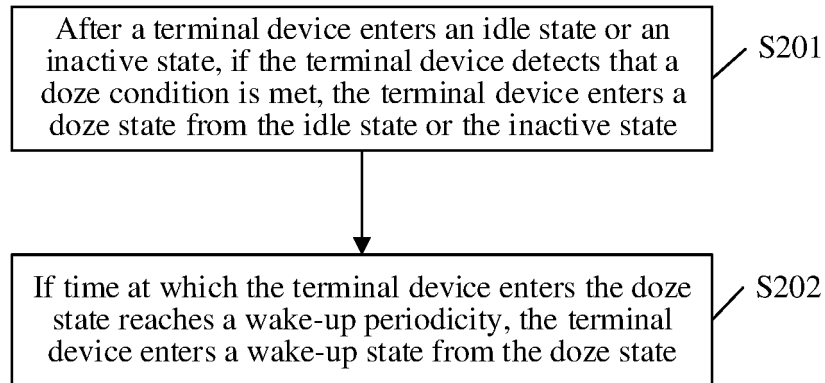 After a terminal device enters an idle state or an
inactive state, if the terminal device detects that a
doze condition is met, the terminal device enters a
doze state from the idle state or the inactive state
S201
If time at which the terminal device enters the doze
state reaches a wake-up periodicity, the terminal
device enters a wake-up state from the doze state
S202